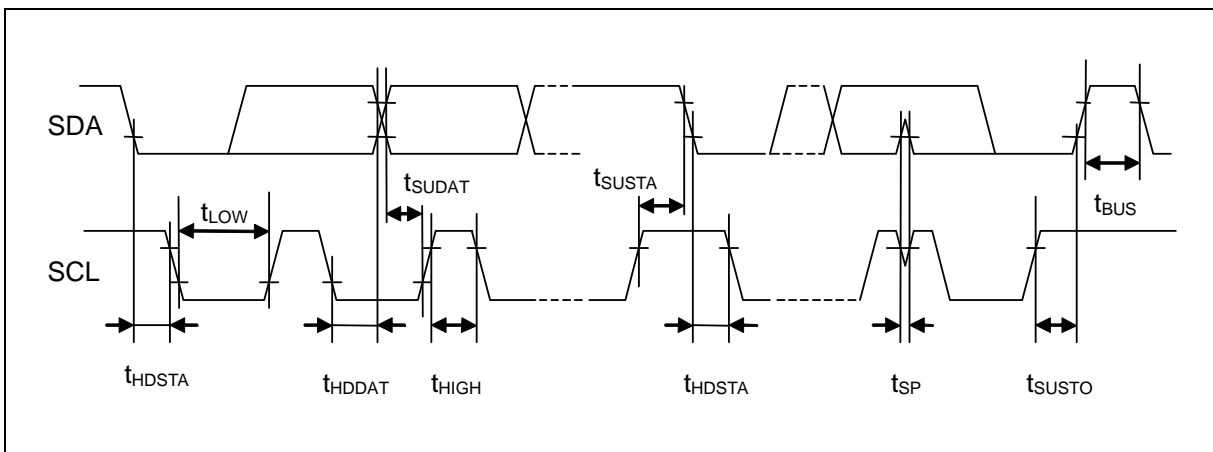 SDA
tSUDAT
tSUSTA
tLOW
tBUS
SCL
tHDSTA
tHDDAT
tHIGH
tHDSTA
tSP
tSUSTO